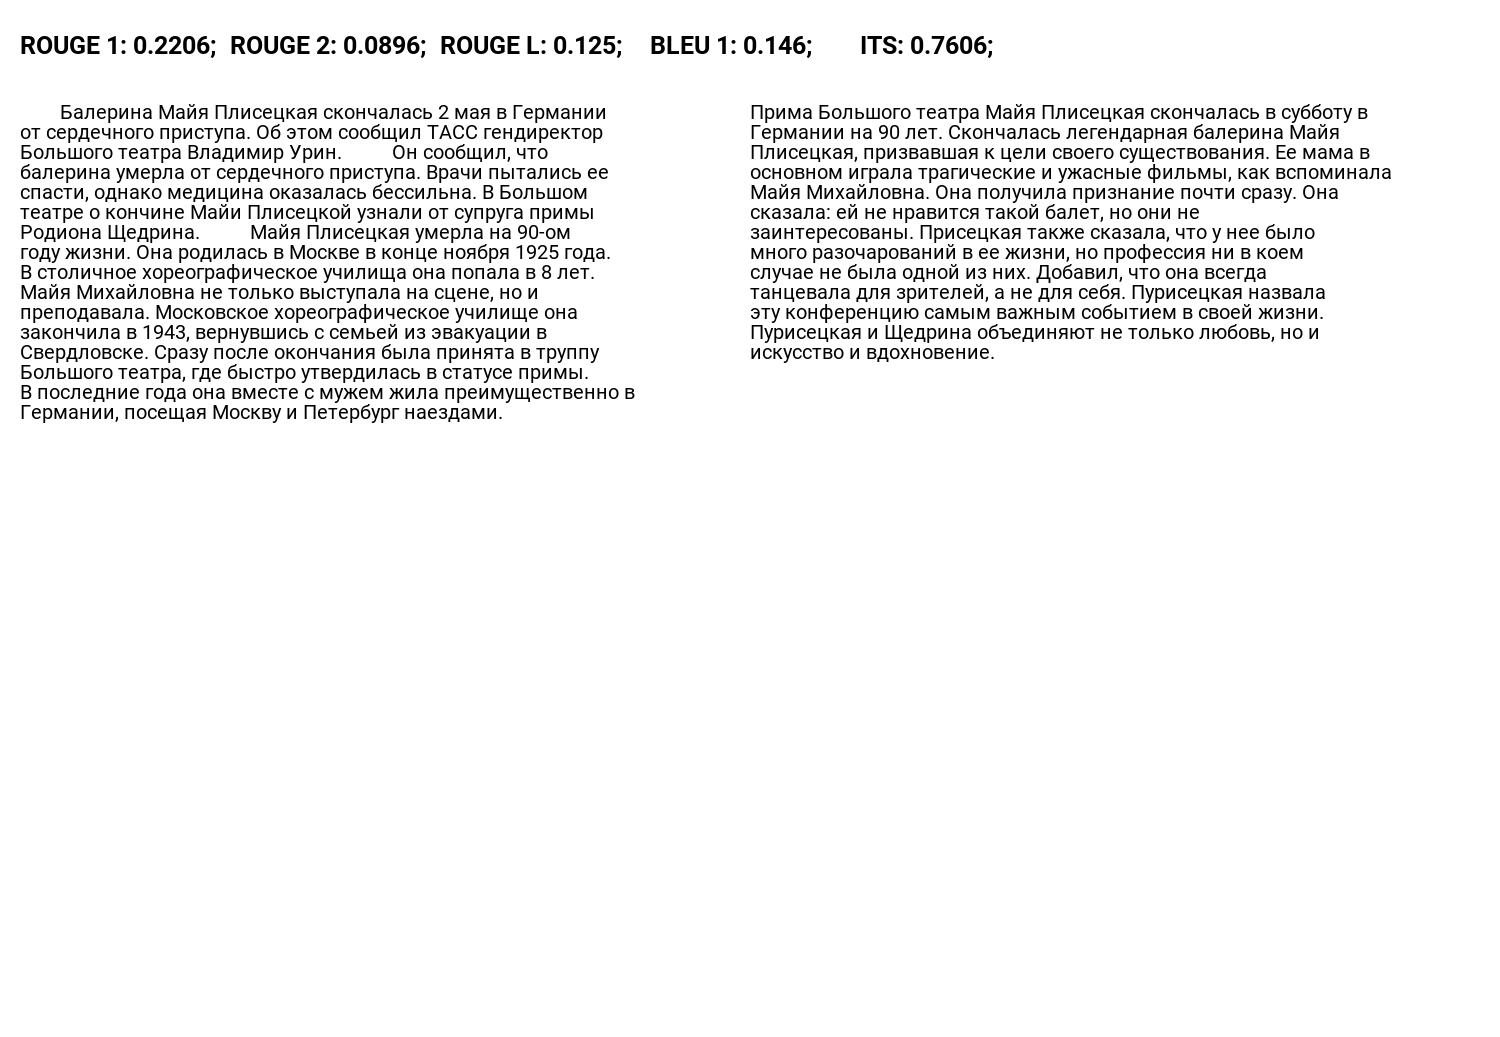 ROUGE 1: 0.2206; ROUGE 2: 0.0896; ROUGE L: 0.125; BLEU 1: 0.146; ITS: 0.7606;
Балерина Майя Плисецкая скончалась 2 мая в Германии
от сердечного приступа. Об этом сообщил ТАСС гендиректор
Большого театра Владимир Урин. Он сообщил, что
балерина умерла от сердечного приступа. Врачи пытались ее
спасти, однако медицина оказалась бессильна. В Большом
театре о кончине Майи Плисецкой узнали от супруга примы
Родиона Щедрина. Майя Плисецкая умерла на 90-ом
году жизни. Она родилась в Москве в конце ноября 1925 года.
В столичное хореографическое училища она попала в 8 лет.
Майя Михайловна не только выступала на сцене, но и
преподавала. Московское хореографическое училище она
закончила в 1943, вернувшись с семьей из эвакуации в
Свердловске. Сразу после окончания была принята в труппу
Большого театра, где быстро утвердилась в статусе примы.
В последние года она вместе с мужем жила преимущественно в
Германии, посещая Москву и Петербург наездами.
Прима Большого театра Майя Плисецкая скончалась в субботу в
Германии на 90 лет. Скончалась легендарная балерина Майя
Плисецкая, призвавшая к цели своего существования. Ее мама в
основном играла трагические и ужасные фильмы, как вспоминала
Майя Михайловна. Она получила признание почти сразу. Она
сказала: ей не нравится такой балет, но они не
заинтересованы. Присецкая также сказала, что у нее было
много разочарований в ее жизни, но профессия ни в коем
случае не была одной из них. Добавил, что она всегда
танцевала для зрителей, а не для себя. Пурисецкая назвала
эту конференцию самым важным событием в своей жизни.
Пурисецкая и Щедрина объединяют не только любовь, но и
искусство и вдохновение.